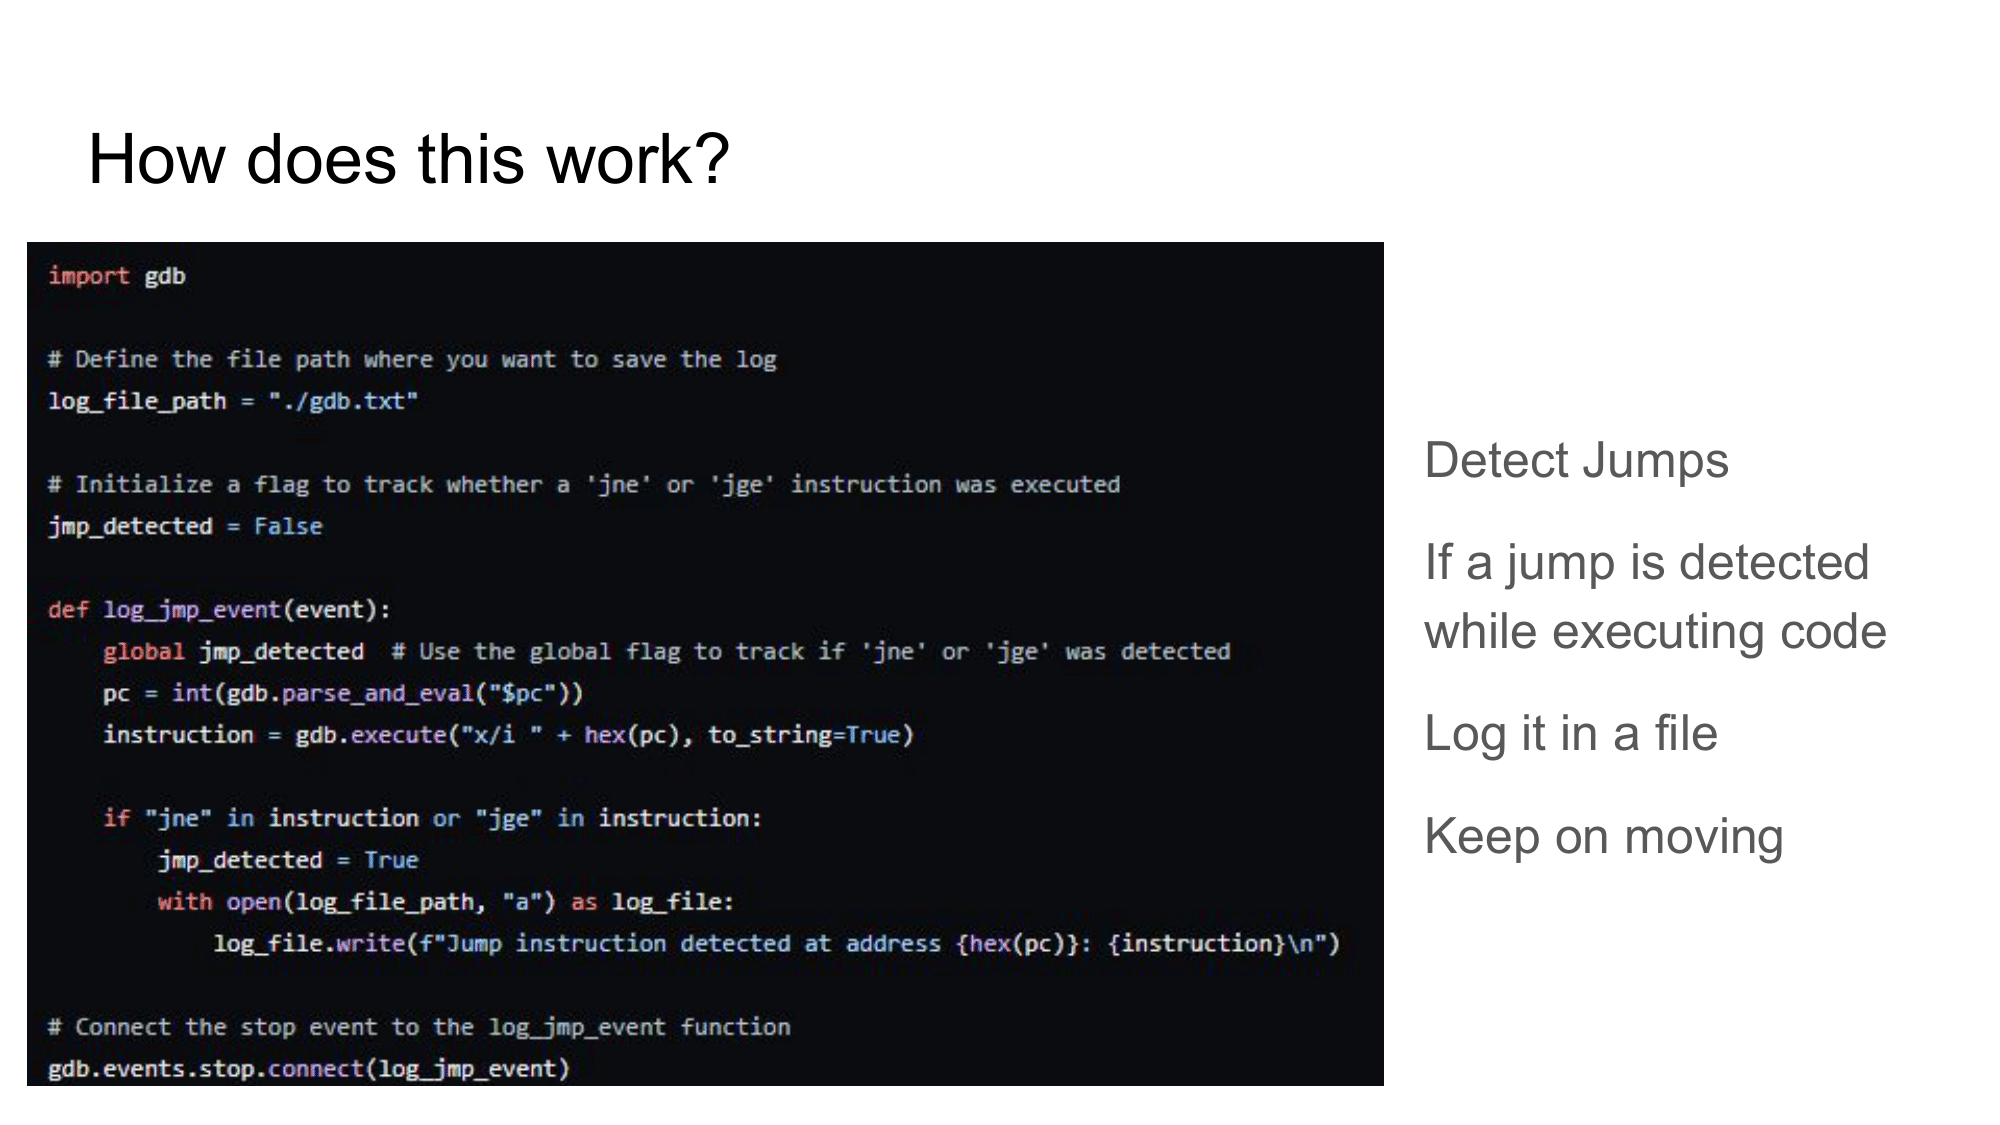 How does this work?
import gdb
# Define the file path where you want to save the log
log_file_path = "./gdb.txt"
# Initialize a flag to track whether a 'jne' or 'jge' instruction was executed
jmp_detected = False
def log_jmp_event(event):
    global jmp_detected  # Use the global flag to track if 'jne' or 'jge' was detected
    pc = int(gdb.parse_and_eval("$pc"))
    instruction = gdb.execute("x/i " + hex(pc), to_string=True)
    if "jne" in instruction or "jge" in instruction:
        jmp_detected = True
        with open(log_file_path, "a") as log_file:
            log_file.write(f"Jump instruction detected at address {hex(pc)}: {instruction}\n")
# Connect the stop event to the log_jmp_event function
gdb.events.stop.connect(log_jmp_event)
Detect Jumps
If a jump is detected
while executing code
Log it in a file
Keep on moving